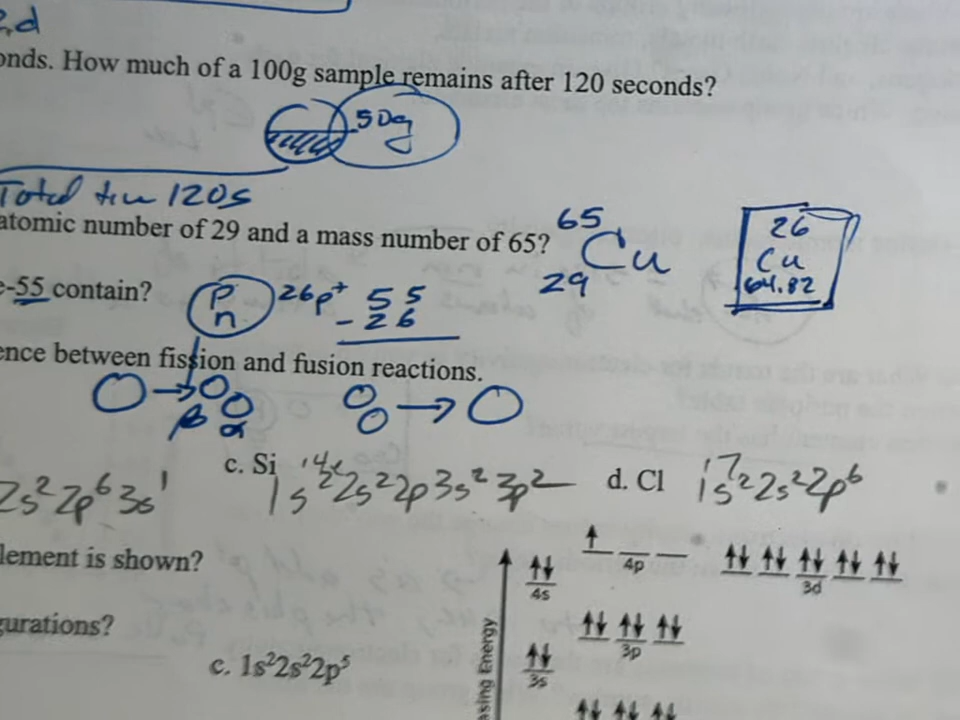 onds. How much of a 100g sample remains after 120 seconds?
50g
Total 120s
atomic number of 29 and a mass number of 65? 65 29 Cu
26 Cu 64.82
-55 contain? P n 26p⁺ 55 - 26
ence between fission and fusion reactions.
β α
2s² 2p⁶ 3s¹ c. Si 14e 1s² 2s² 2p 3s² 3p² d. Cl 17 1s² 2s² 2p⁶
lement is shown?
4s 4p 3d
gurations?
3s 3p
c. 1s²2s²2p⁵
asing Energy